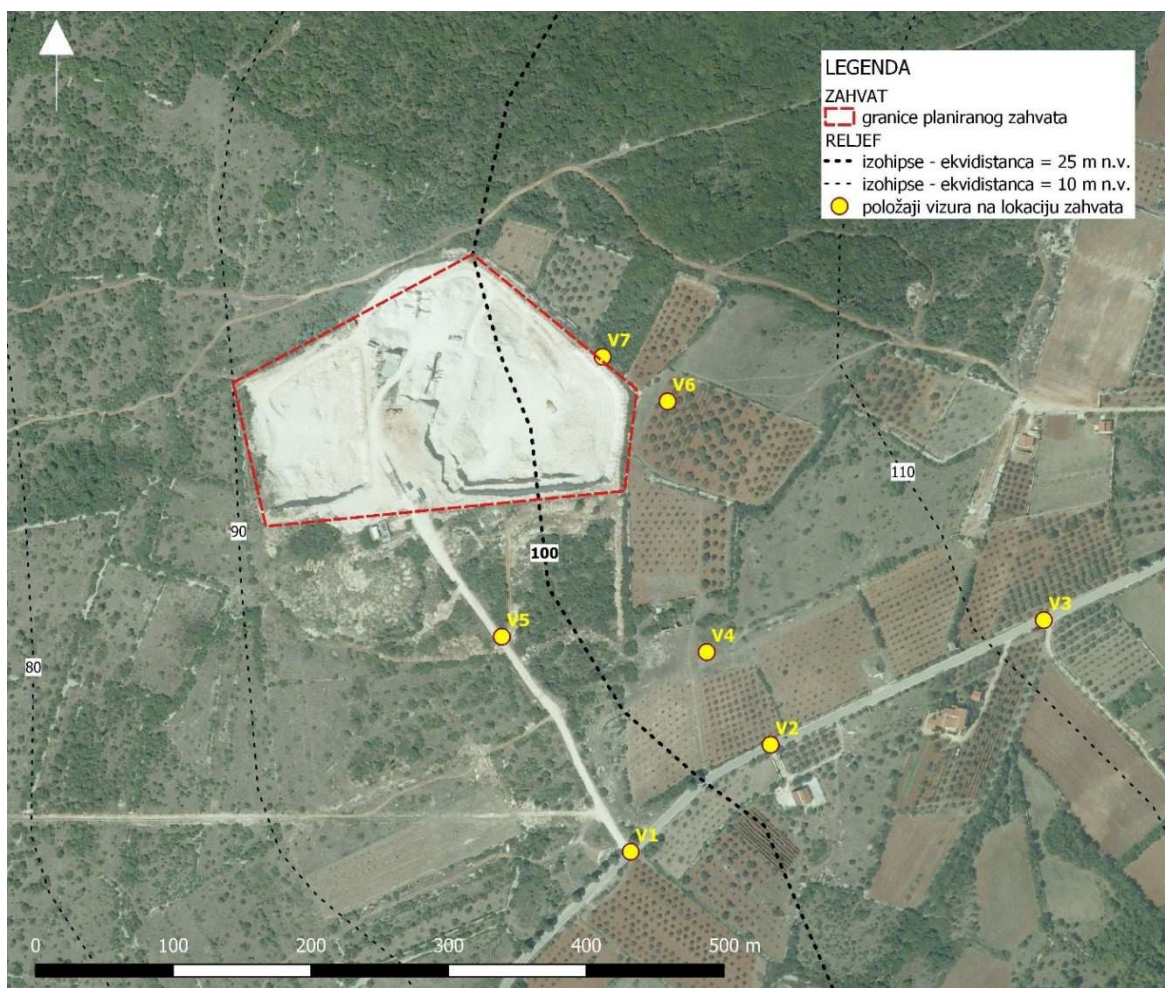 LEGENDA
ZAHVAT
granice planiranog zahvata
RELJEF
izohipse - ekvidistanca = 25 m n.v.
izohipse - ekvidistanca = 10 m n.v.
položaji vizura na lokaciju zahvata
V7
V6
110
90
100
V3
V5
V4
80
V2
V1
0 100 200 300 400 500 m